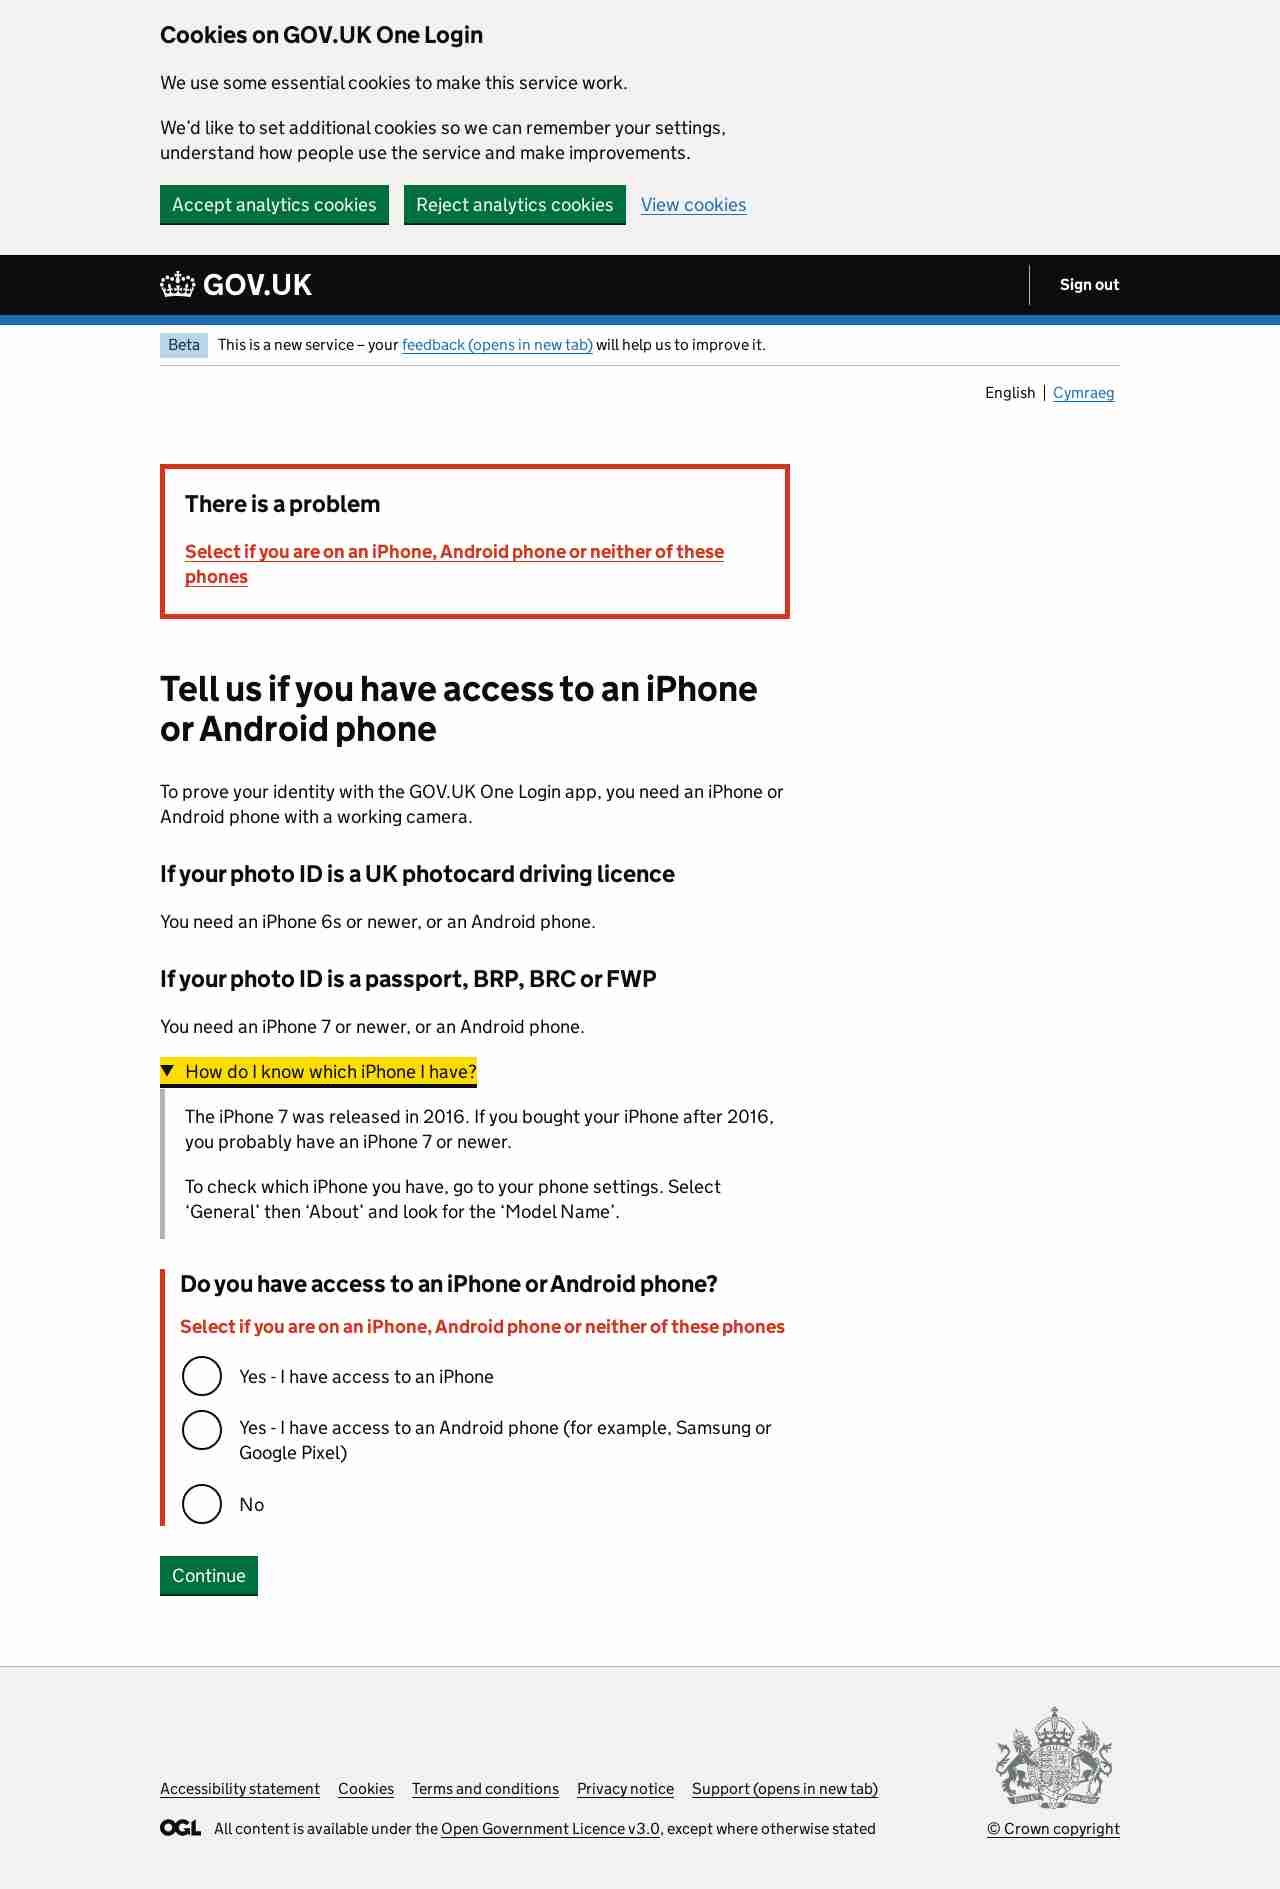 Cookies on GOV.UK One Login
We use some essential cookies to make this service work.
We’d like to set additional cookies so we can remember your settings,
understand how people use the service and make improvements.
Accept analytics cookies Reject analytics cookies View cookies
GOV.UK Sign out
Beta This is a new service – your feedback (opens in new tab) will help us to improve it.
English Cymraeg
There is a problem
Select if you are on an iPhone, Android phone or neither of these
phones
Tell us if you have access to an iPhone
or Android phone
To prove your identity with the GOV.UK One Login app, you need an iPhone or
Android phone with a working camera.
If your photo ID is a UK photocard driving licence
You need an iPhone 6s or newer, or an Android phone.
If your photo ID is a passport, BRP, BRC or FWP
You need an iPhone 7 or newer, or an Android phone.
How do I know which iPhone I have?
The iPhone 7 was released in 2016. If you bought your iPhone after 2016,
you probably have an iPhone 7 or newer.
To check which iPhone you have, go to your phone settings. Select
‘General’ then ‘About’ and look for the ‘Model Name’.
Do you have access to an iPhone or Android phone?
Select if you are on an iPhone, Android phone or neither of these phones
Yes - I have access to an iPhone
Yes - I have access to an Android phone (for example, Samsung or
Google Pixel)
No
Continue
Accessibility statement Cookies Terms and conditions Privacy notice Support (opens in new tab)
OGL All content is available under the Open Government Licence v3.0, except where otherwise stated
© Crown copyright